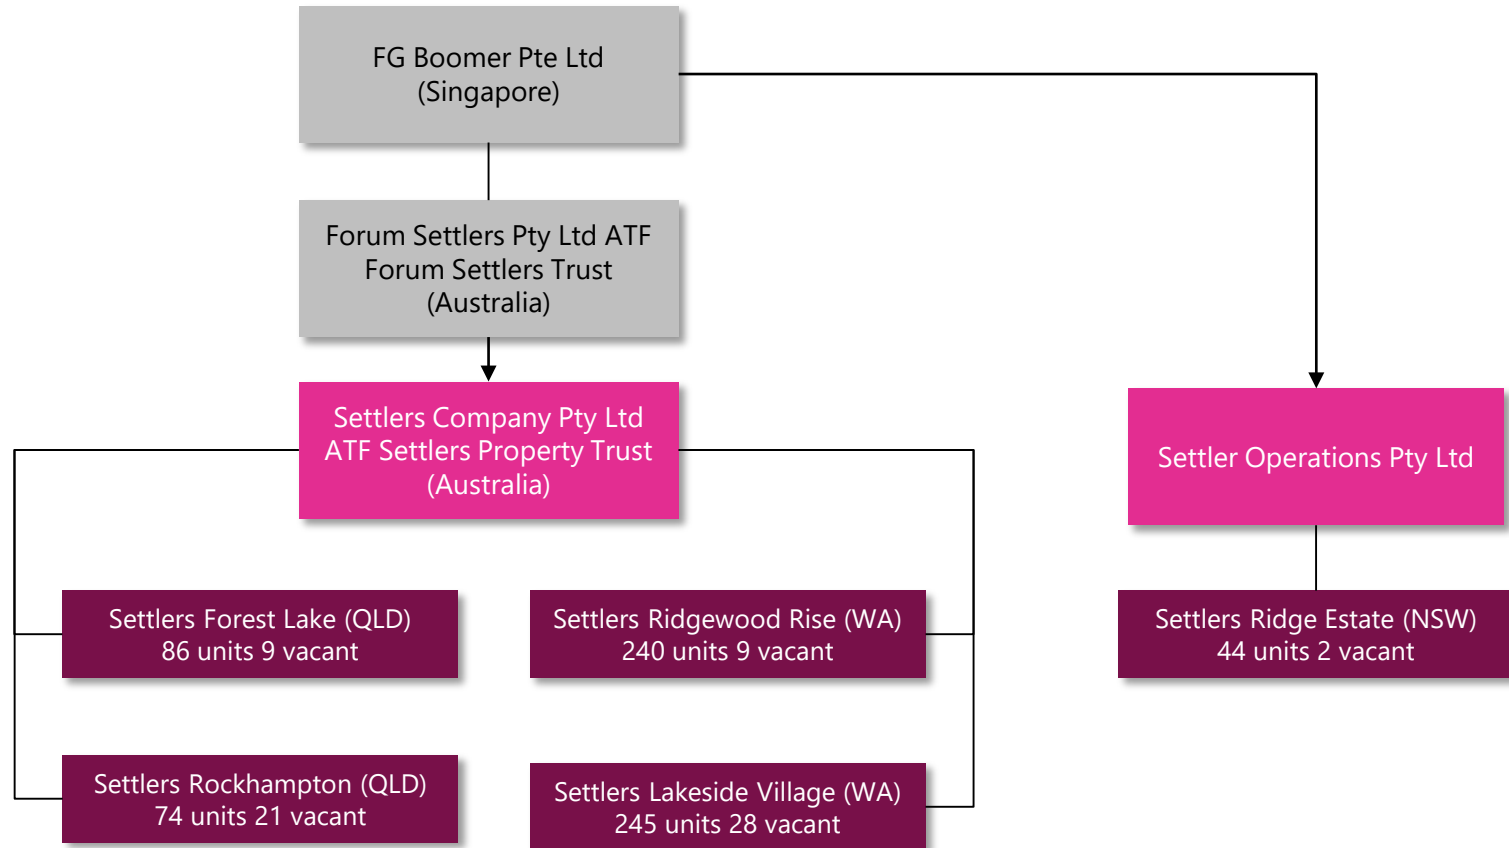 FG Boomer Pte Ltd
(Singapore)
Forum Settlers Pty Ltd ATF
Forum Settlers Trust
(Australia)
Settlers Company Pty Ltd
ATF Settlers Property Trust
(Australia)
Settler Operations Pty Ltd
Settlers Forest Lake (QLD)
86 units 9 vacant
Settlers Ridgewood Rise (WA)
240 units 9 vacant
Settlers Ridge Estate (NSW)
44 units 2 vacant
Settlers Rockhampton (QLD)
74 units 21 vacant
Settlers Lakeside Village (WA)
245 units 28 vacant